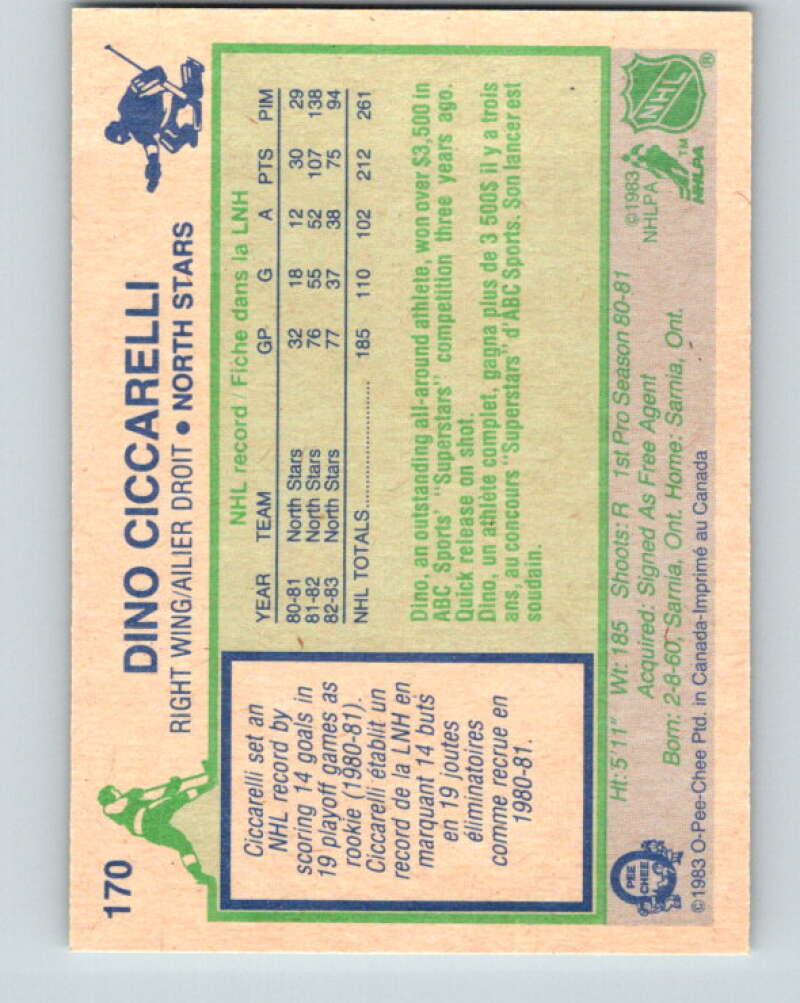 170
DINO CICCARELLI
RIGHT WING/AILIER DROIT • NORTH STARS
Ciccarelli set an
NHL record by
scoring 14 goals in
19 playoff games as
rookie (1980-81).
Ciccarelli établit un
record de la LNH en
marquant 14 buts
en 19 joutes
éliminatoires
comme recrue en
1980-81.
NHL record / Fiche dans la LNH
YEAR TEAM GP G A PTS PIM
80-81 North Stars 32 18 12 30 29
81-82 North Stars 76 55 52 107 138
82-83 North Stars 77 37 38 75 94
NHL TOTALS.......................... 185 110 102 212 261
Dino, an outstanding all-around athlete, won over $3,500 in
ABC Sports' "Superstars" competition three years ago.
Quick release on shot.
Dino, un athlète complet, gagna plus de 3 500$ il y a trois
ans, au concours "Superstars" d'ABC Sports. Son lancer est
soudain.
O PEE CHEE
Ht: 5'11" Wt: 185 Shoots: R 1st Pro Season 80-81
Acquired: Signed As Free Agent
Born: 2-8-60, Sarnia, Ont. Home: Sarnia, Ont.
©1983 O-Pee-Chee Ptd. in Canada-Imprimé au Canada
©1983
NHLPA
NHLPA ™
NHL ®